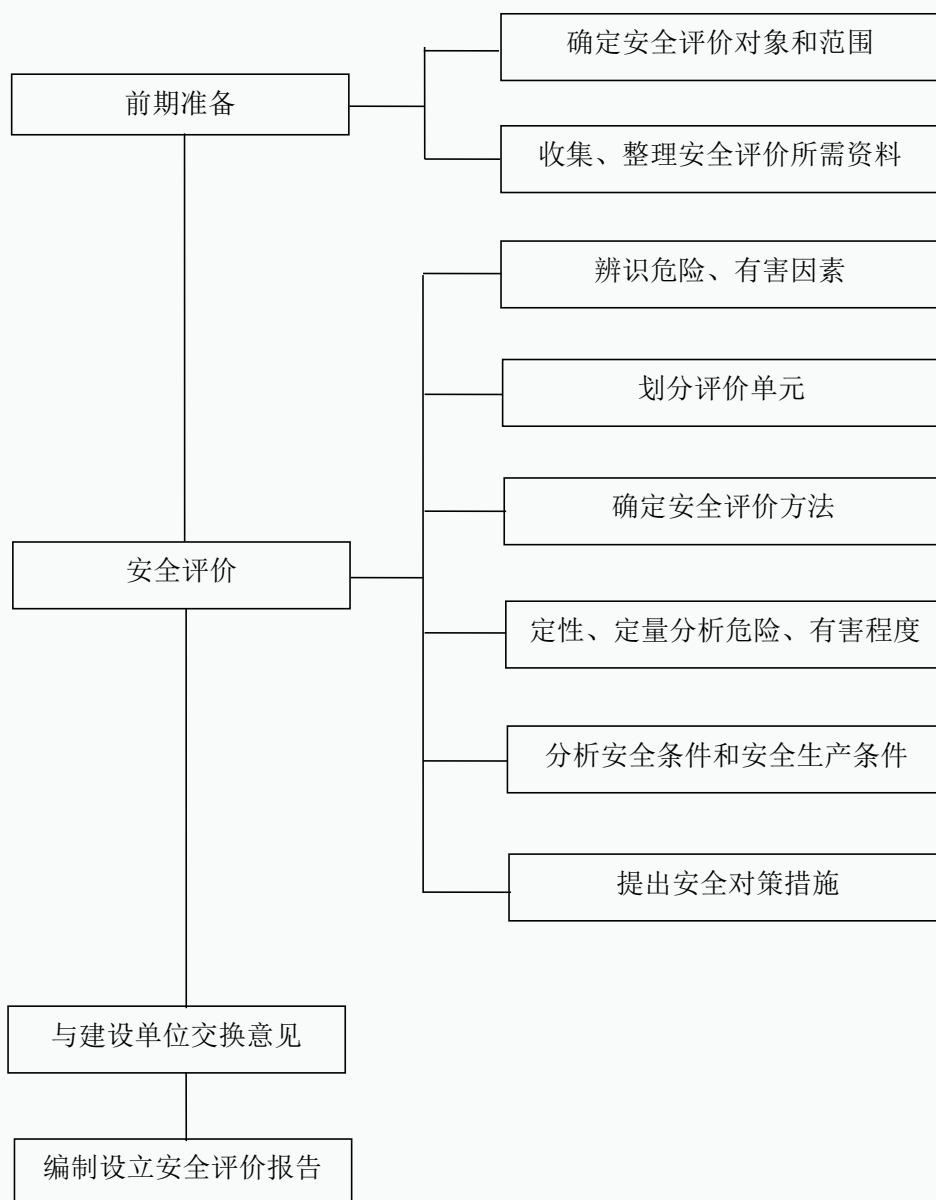 确定安全评价对象和范围
前期准备
收集、整理安全评价所需资料
辨识危险、有害因素
划分评价单元
确定安全评价方法
安全评价
定性、定量分析危险、有害程度
分析安全条件和安全生产条件
提出安全对策措施
与建设单位交换意见
编制设立安全评价报告